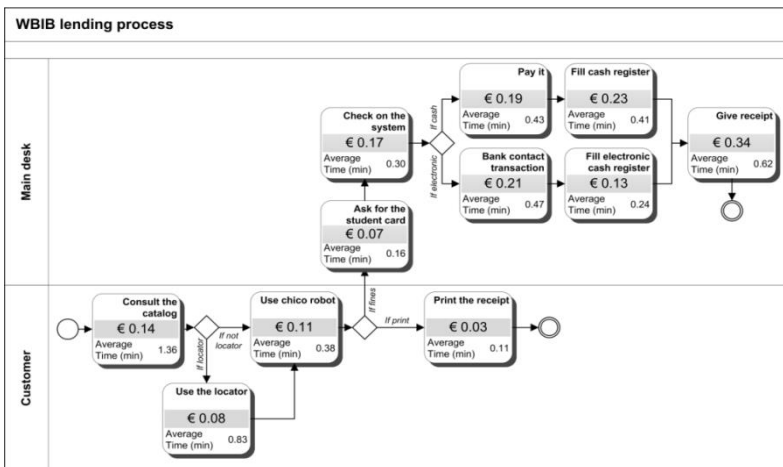 WBIB lending process
Main desk
Pay it
€ 0.19
Average
Time (min) 0.43
Fill cash register
€ 0.23
Average
Time (min) 0.41
Check on the
system
€ 0.17
Average
Time (min) 0.30
If cash
If electronic
Give receipt
€ 0.34
Average
Time (min) 0.62
Bank contact
transaction
€ 0.21
Average
Time (min) 0.47
Fill electronic
cash register
€ 0.13
Average
Time (min) 0.24
Ask for the
student card
€ 0.07
Average
Time (min) 0.16
Customer
Consult the
catalog
€ 0.14
Average
Time (min) 1.36
If locator
If not
locator
Use chico robot
€ 0.11
Average
Time (min) 0.38
If fines
If print
Print the receipt
€ 0.03
Average
Time (min) 0.11
Use the locator
€ 0.08
Average
Time (min) 0.83